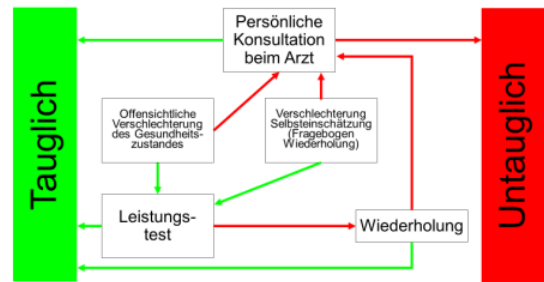 Persönliche
Konsultation
beim Arzt
Tauglich
Untauglich
Offensichtliche
Verschlechterung
des Gesundheits-
zustandes
Verschlechterung
Selbsteinschätzung
(Fragebogen
Wiederholung)
Leistungs-
test
Wiederholung